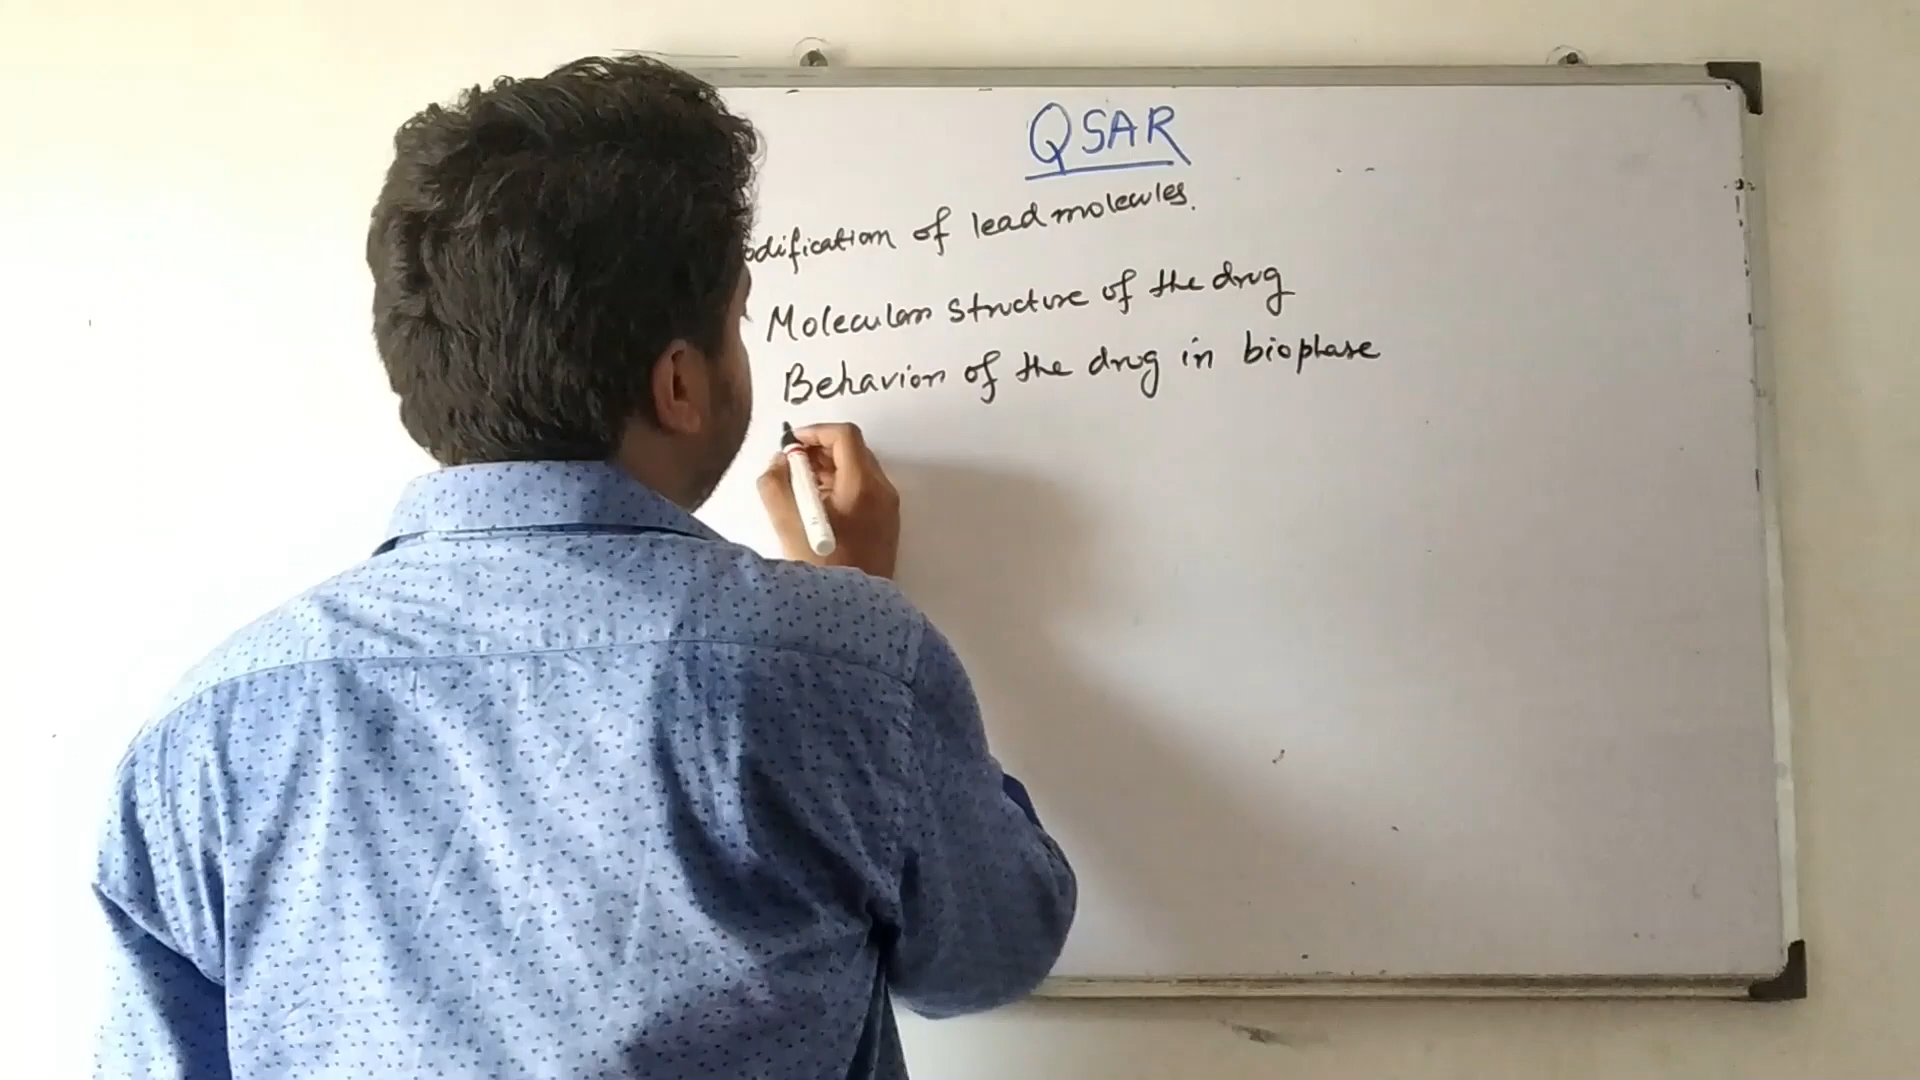 QSAR
odification of lead molecules.
Molecular structure of the drug
Behavior of the drug in biophase